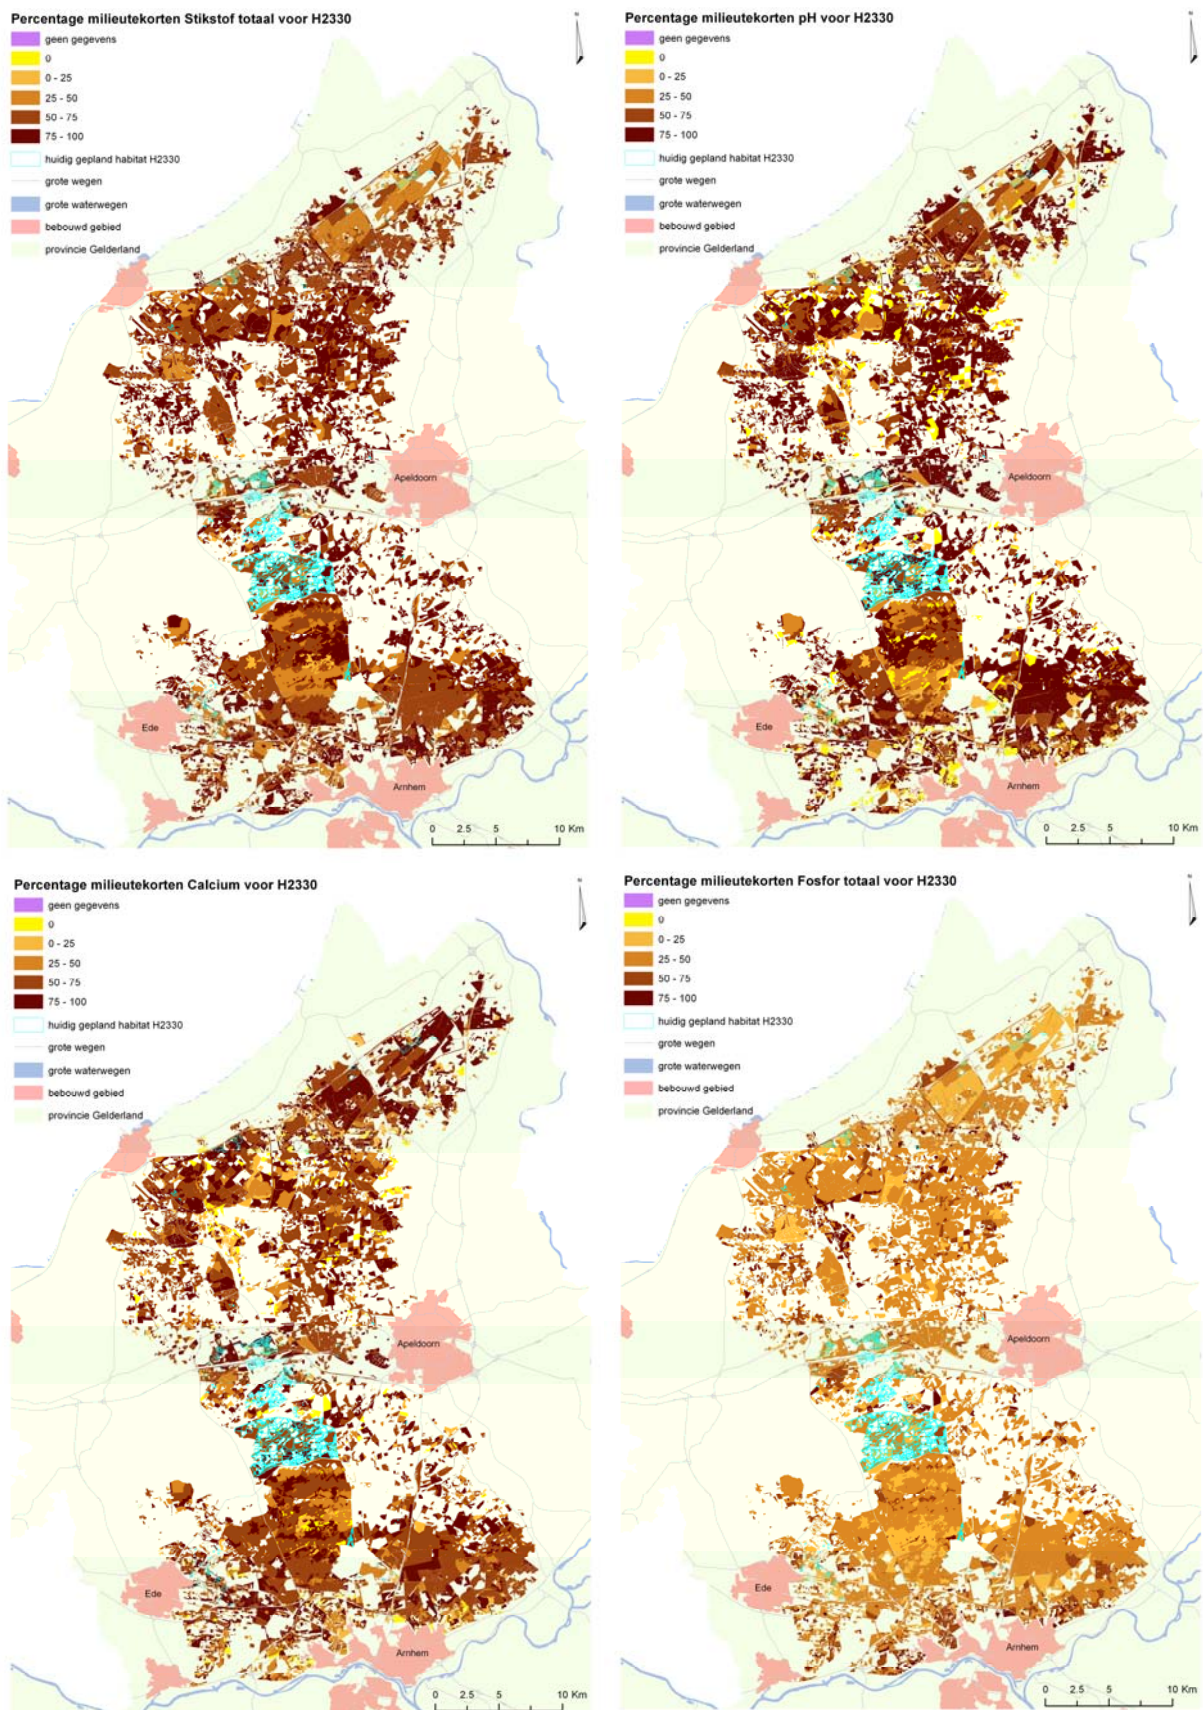 Percentage milieutekorten Stikstof totaal voor H2330
geen gegevens
0
0 - 25
25 - 50
50 - 75
75 - 100
huidig gepland habitat H2330
grote wegen
grote waterwegen
bebouwd gebied
provincie Gelderland
N
Apeldoorn
Ede
Arnhem
0 2.5 5 10 Km
Percentage milieutekorten pH voor H2330
geen gegevens
0
0 - 25
25 - 50
50 - 75
75 - 100
huidig gepland habitat H2330
grote wegen
grote waterwegen
bebouwd gebied
provincie Gelderland
N
Apeldoorn
Ede
Arnhem
0 2.5 5 10 Km
Percentage milieutekorten Calcium voor H2330
geen gegevens
0
0 - 25
25 - 50
50 - 75
75 - 100
huidig gepland habitat H2330
grote wegen
grote waterwegen
bebouwd gebied
provincie Gelderland
N
Apeldoorn
Ede
Arnhem
0 2.5 5 10 Km
Percentage milieutekorten Fosfor totaal voor H2330
geen gegevens
0
0 - 25
25 - 50
50 - 75
75 - 100
huidig gepland habitat H2330
grote wegen
grote waterwegen
bebouwd gebied
provincie Gelderland
N
Apeldoorn
Ede
Arnhem
0 2.5 5 10 Km